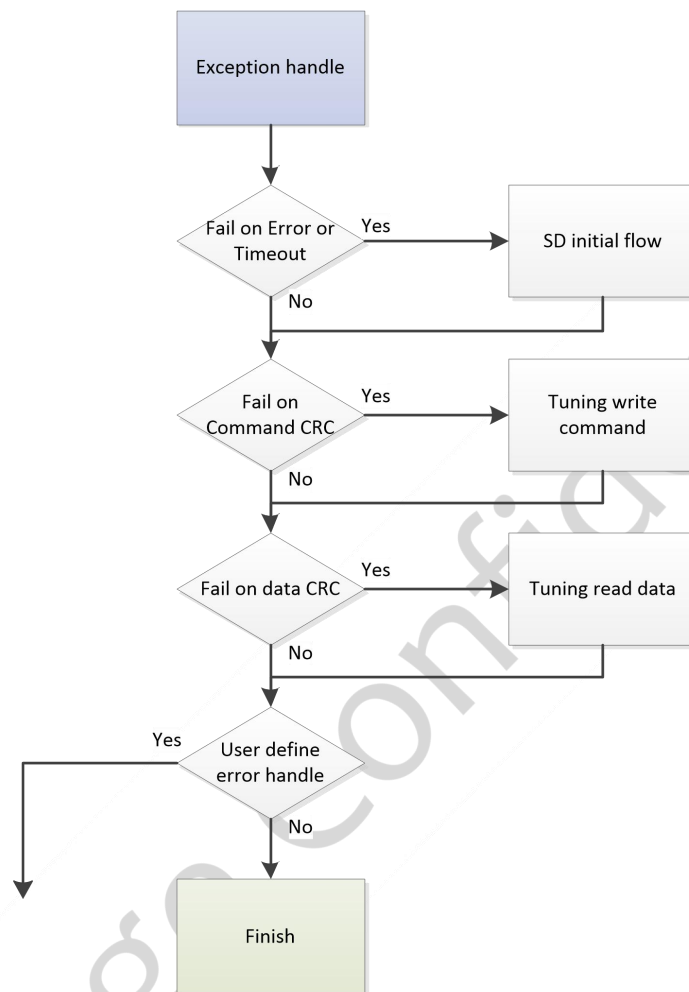 Exception handle
Fail on Error or
Timeout
Yes
SD initial flow
No
Fail on
Command CRC
Yes
Tuning write
command
No
Fail on data CRC
Yes
Tuning read data
No
Yes
User define
error handle
No
Finish